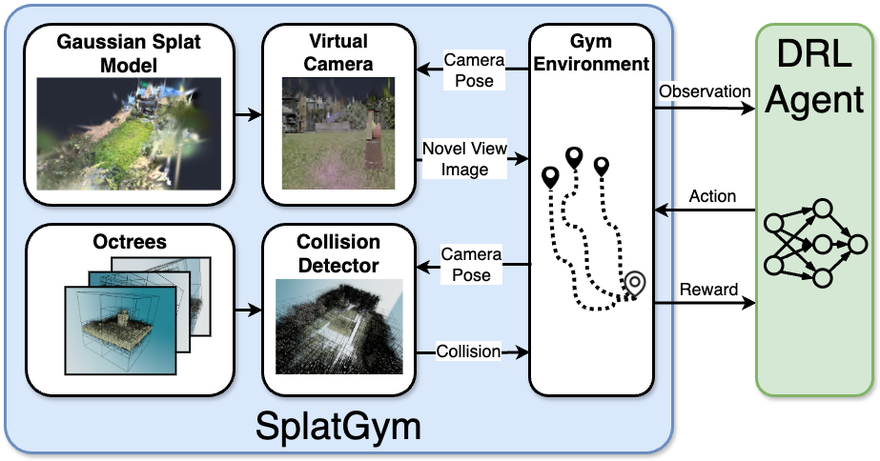 Gaussian Splat
Model
Virtual
Camera
Camera
Pose
Novel View
Image
Gym
Environment
Observation
DRL
Agent
Action
Reward
Octrees
Collision
Detector
Camera
Pose
Collision
SplatGym